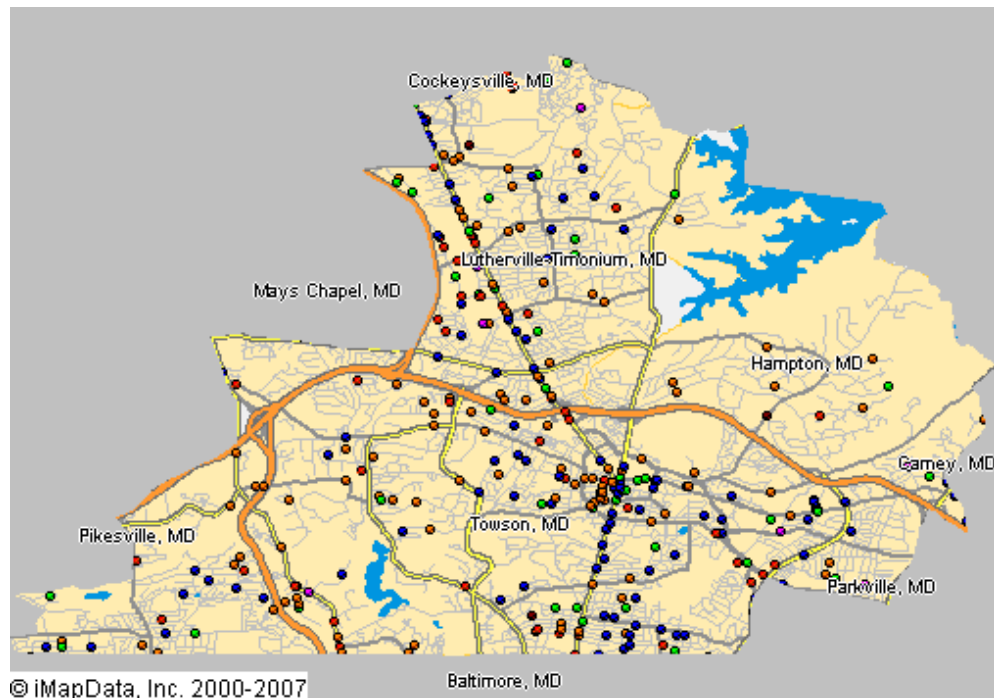 Cockeysville, MD
Lutherville-Timonium, MD
Mays Chapel, MD
Hampton, MD
Carney, MD
Towson, MD
Pikesville, MD
Parkville, MD
Baltimore, MD
© iMapData, Inc. 2000-2007